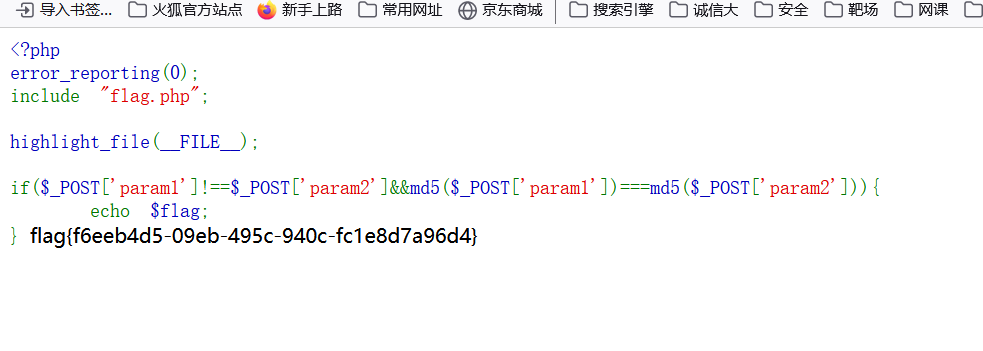 导入书签... 火狐官方站点 新手上路 常用网址 京东商城 搜索引擎 诚信大 安全 靶场 网课
<?php
error_reporting(0);
include "flag.php";
highlight_file(__FILE__);
if($_POST['param1']!==$_POST['param2']&&md5($_POST['param1'])===md5($_POST['param2'])){
echo $flag;
} flag{f6eeb4d5-09eb-495c-940c-fc1e8d7a96d4}